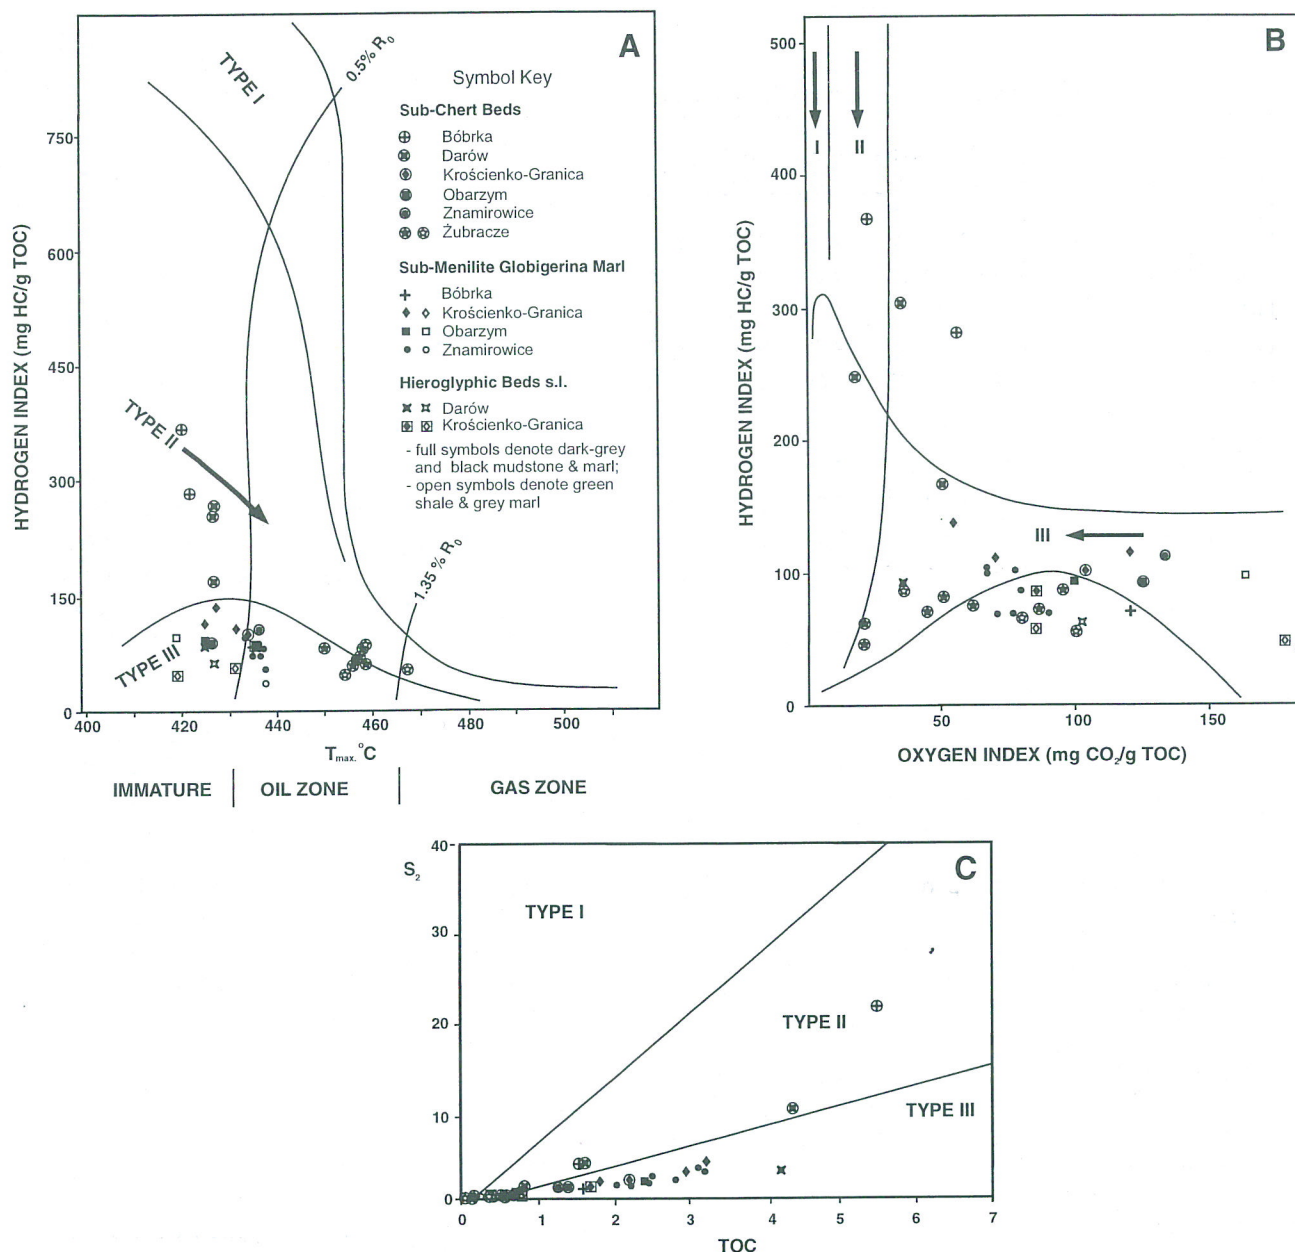 A
TYPE I
0.5% R₀
Symbol Key
Sub-Chert Beds
Bóbrka
Darów
Krościenko-Granica
Obarzym
Znamirowice
Żubracze
Sub-Menilite Globigerina Marl
Bóbrka
Krościenko-Granica
Obarzym
Znamirowice
Hieroglyphic Beds s.l.
Darów
Krościenko-Granica
- full symbols denote dark-grey
and black mudstone & marl;
- open symbols denote green
shale & grey marl
HYDROGEN INDEX (mg HC/g TOC)
750
600
450
300
150
0
TYPE II
TYPE III
1.35 % R₀
400 420 440 460 480 500
Tmax. °C
IMMATURE OIL ZONE GAS ZONE
B
I II
III
HYDROGEN INDEX (mg HC/g TOC)
500
400
300
200
100
0
50 100 150
OXYGEN INDEX (mg CO₂/g TOC)
C
S₂
40
30
20
10
0
TYPE I
TYPE II
TYPE III
0 1 2 3 4 5 6 7
TOC